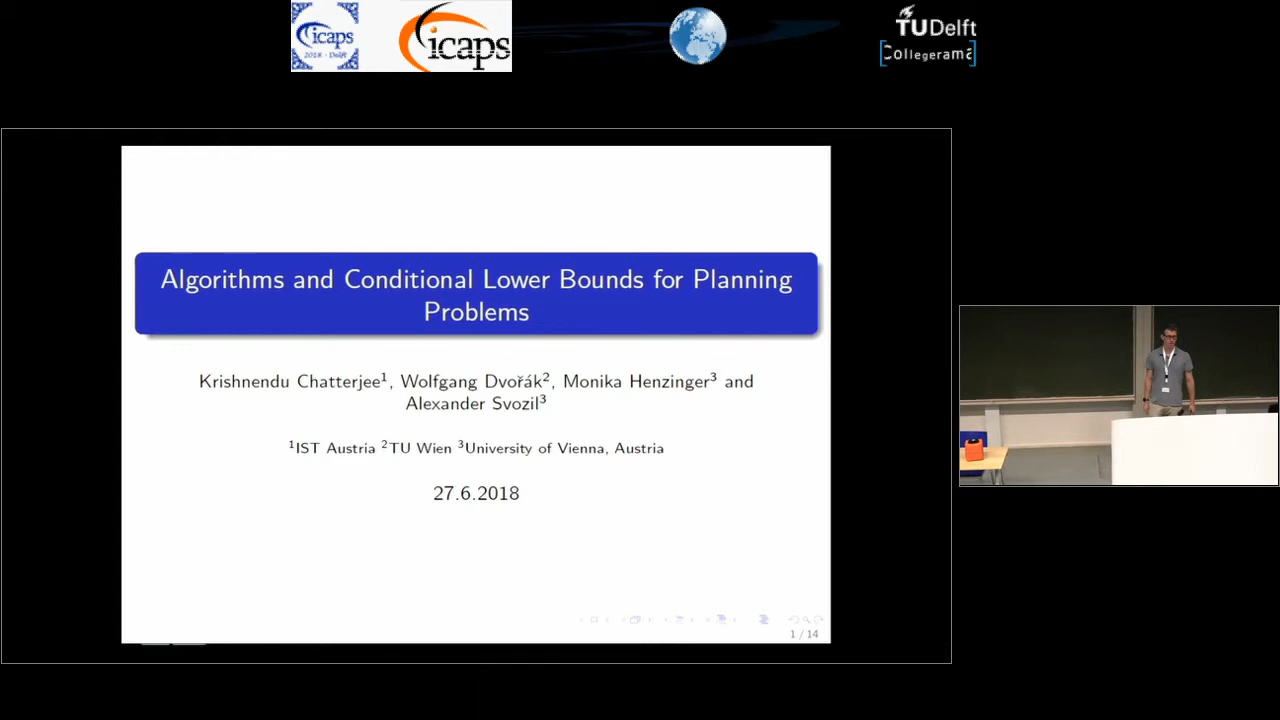 icaps
2018 - Delft
icaps
TUDelft
Collegerama
Algorithms and Conditional Lower Bounds for Planning
Problems
Krishnendu Chatterjee¹, Wolfgang Dvořák², Monika Henzinger³ and
Alexander Svozil³
¹IST Austria ²TU Wien ³University of Vienna, Austria
27.6.2018
1 / 14